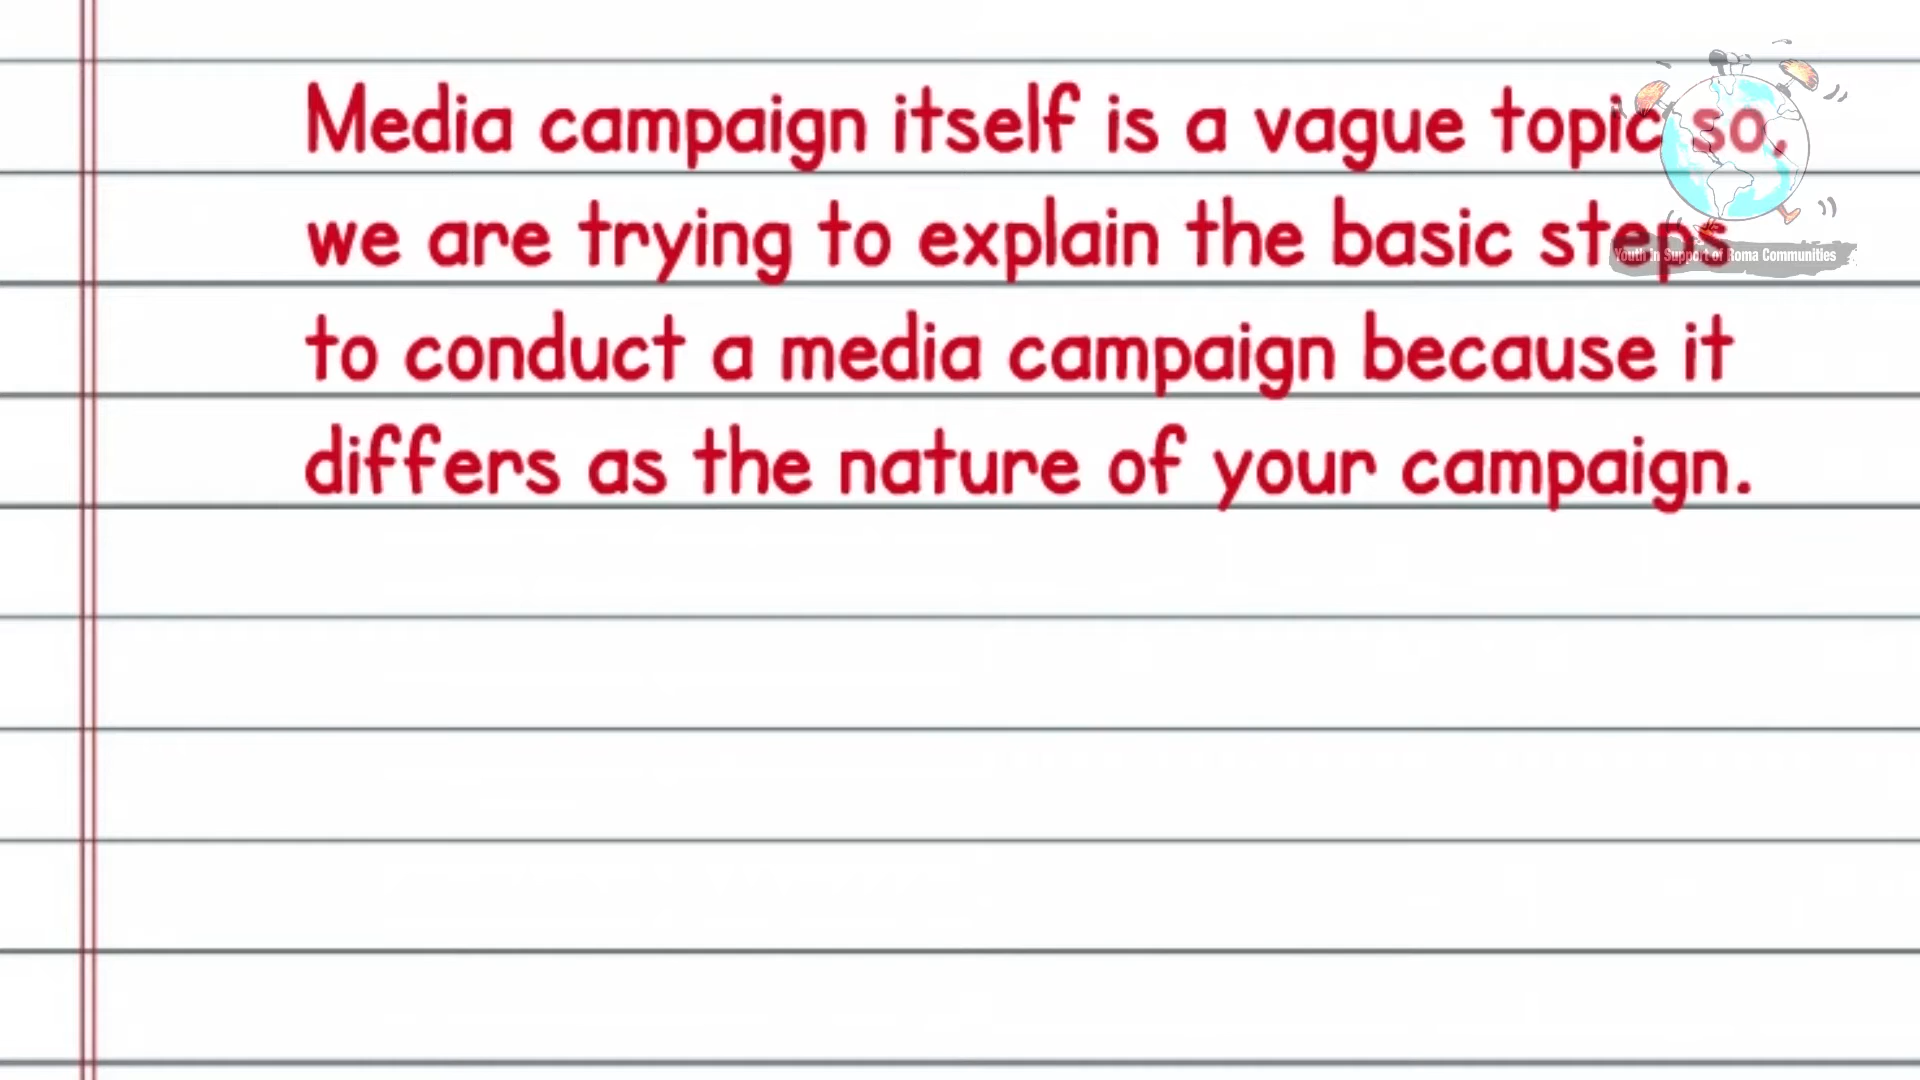 Media campaign itself is a vague topic so,
we are trying to explain the basic steps
to conduct a media campaign because it
differs as the nature of your campaign.
Youth in Support of Roma Communities